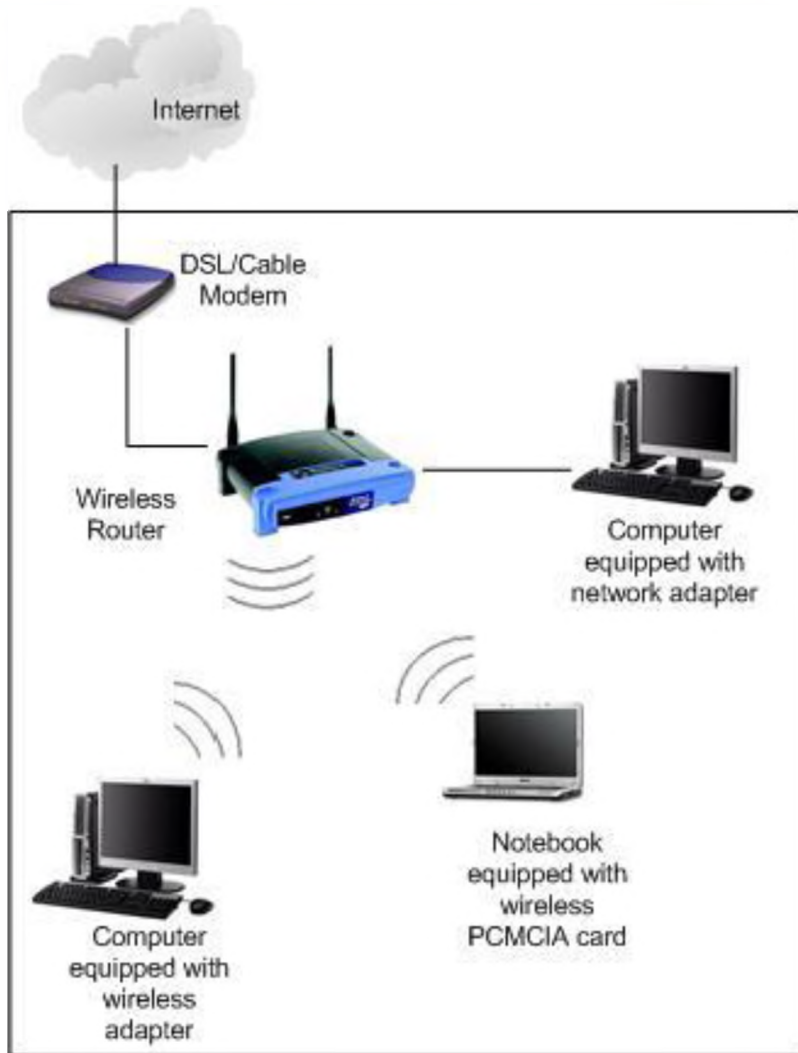 Internet
DSL/Cable
Modem
Wireless
Router
Computer
equipped with
network adapter
Notebook
equipped with
wireless
PCMCIA card
Computer
equipped with
wireless
adapter